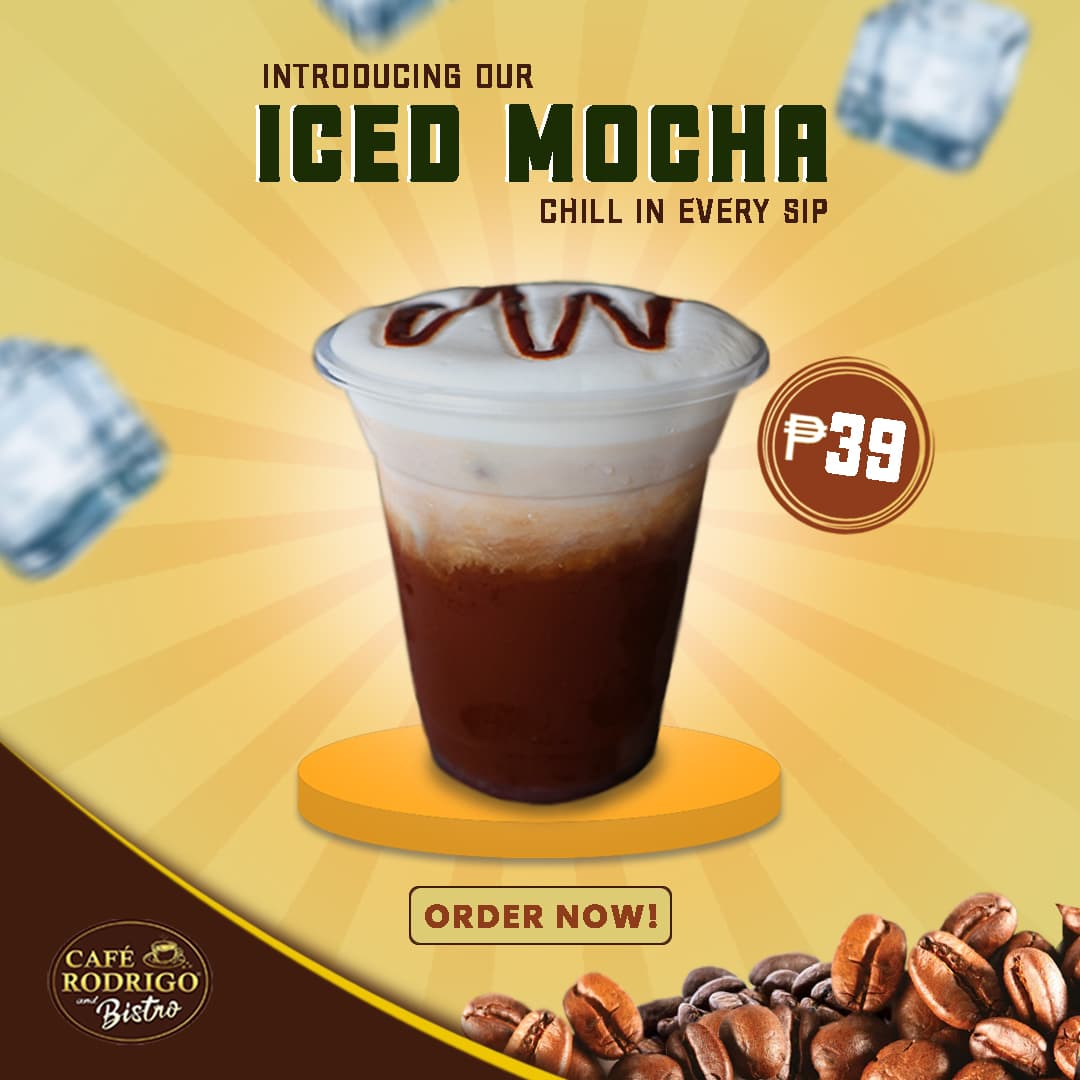 INTRODUCING OUR
ICED MOCHA
CHILL IN EVERY SIP
₱39
ORDER NOW!
CAFÉ
RODRIGO
and
Bistro